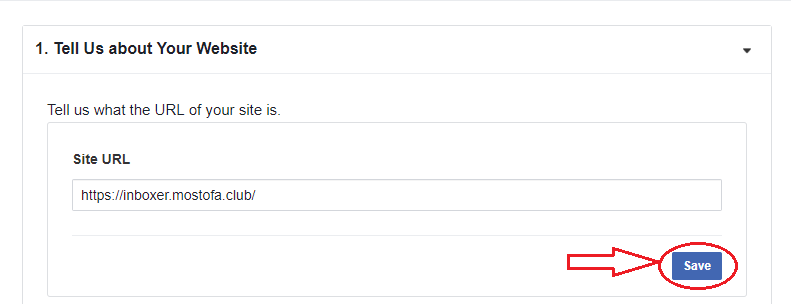 1. Tell Us about Your Website
Tell us what the URL of your site is.
Site URL
https://inboxer.mostofa.club/
Save